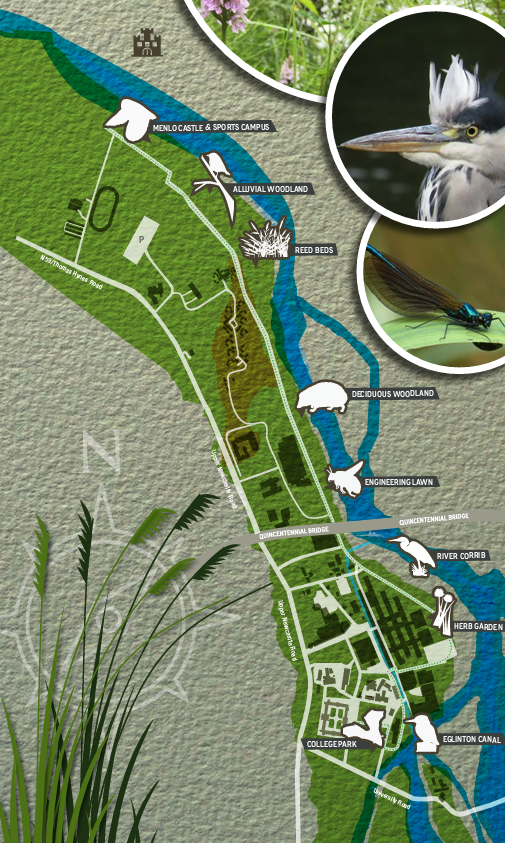 MENLO CASTLE & SPORTS CAMPUS
ALLUVIAL WOODLAND
REED BEDS
P
N59/Thomas Hynes Road
DECIDUOUS WOODLAND
N
Upper Newcastle Road
ENGINEERING LAWN
QUINCENTENNIAL BRIDGE
QUINCENTENNIAL BRIDGE
RIVER CORRIB
HERB GARDEN
Upper Newcastle Road
COLLEGE PARK
EGLINTON CANAL
University Road